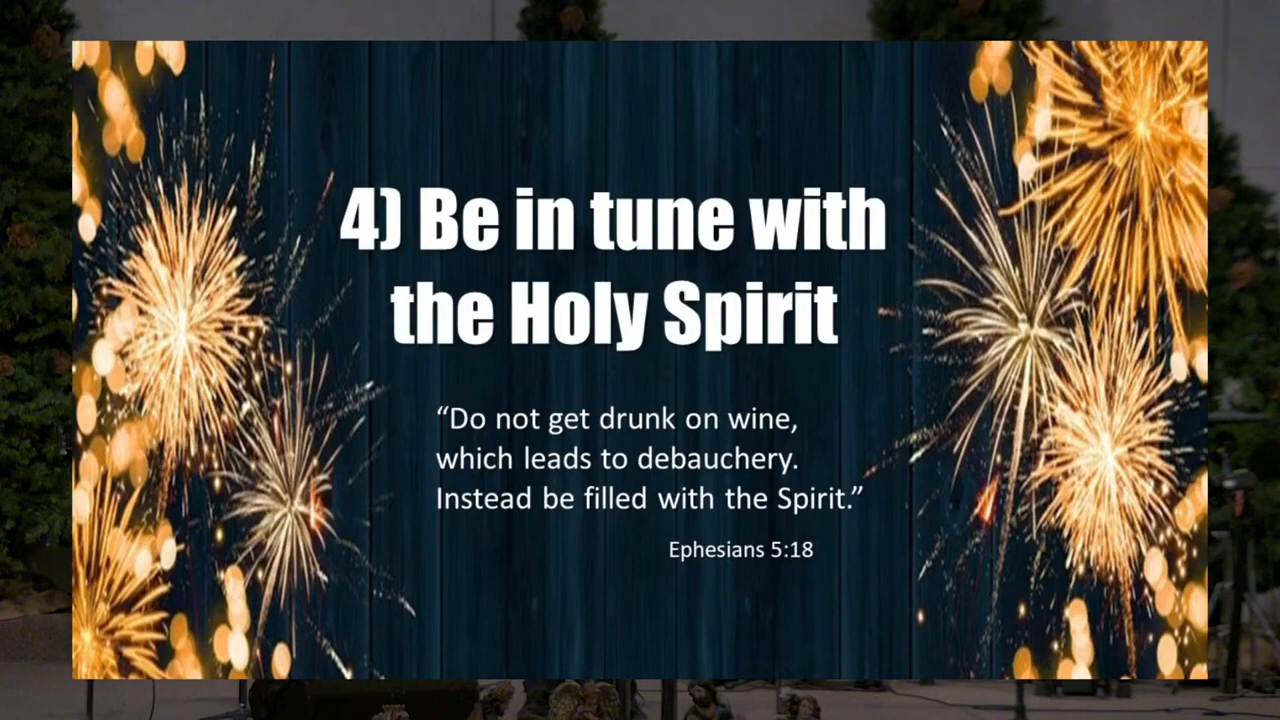 4) Be in tune with
the Holy Spirit
“Do not get drunk on wine,
which leads to debauchery.
Instead be filled with the Spirit.”
Ephesians 5:18